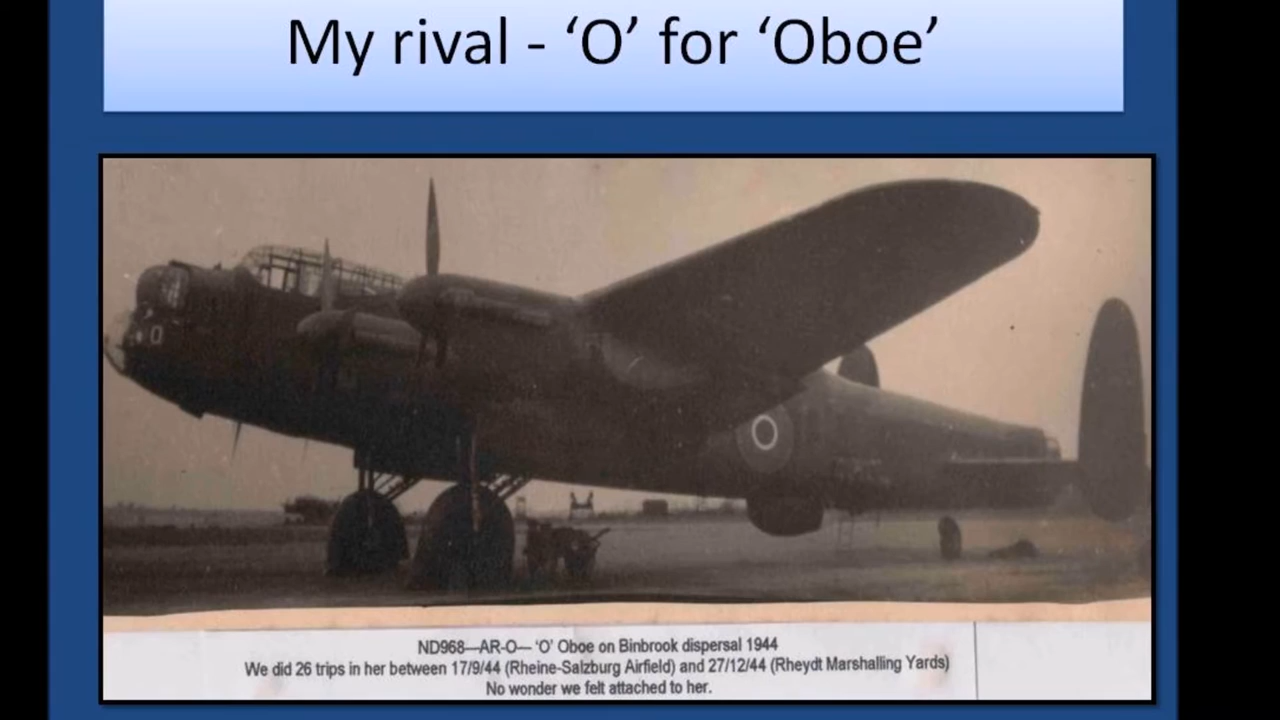 My rival - ‘O’ for ‘Oboe’
O
ND968—AR-O— ‘O’ Oboe on Binbrook dispersal 1944
We did 26 trips in her between 17/9/44 (Rheine-Salzburg Airfield) and 27/12/44 (Rheydt Marshalling Yards)
No wonder we felt attached to her.